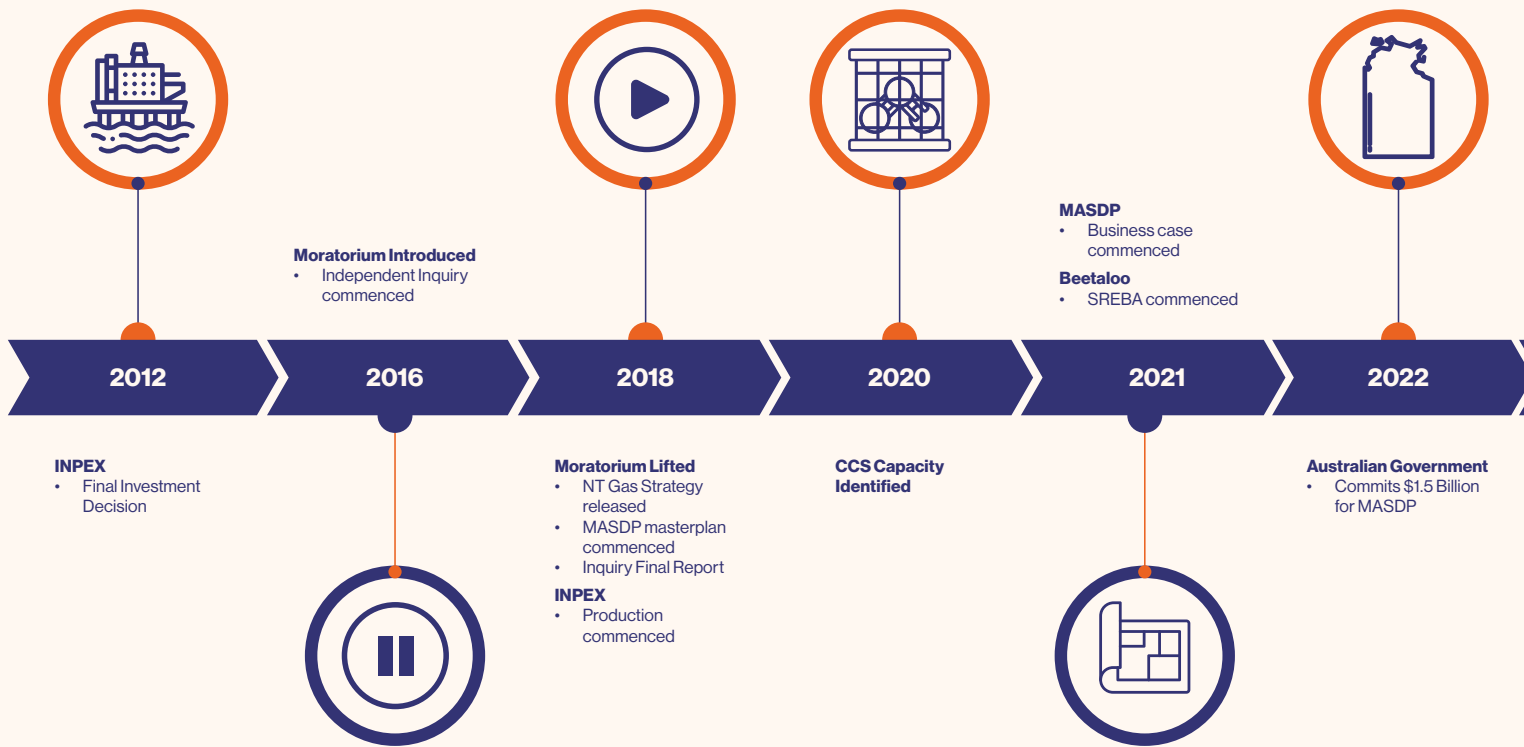 2012
INPEX
• Final Investment
Decision
Moratorium Introduced
• Independent Inquiry
commenced
2016
2018
Moratorium Lifted
• NT Gas Strategy
released
• MASDP masterplan
commenced
• Inquiry Final Report
INPEX
• Production
commenced
2020
CCS Capacity
Identified
MASDP
• Business case
commenced
Beetaloo
• SREBA commenced
2021
2022
Australian Government
• Commits $1.5 Billion
for MASDP